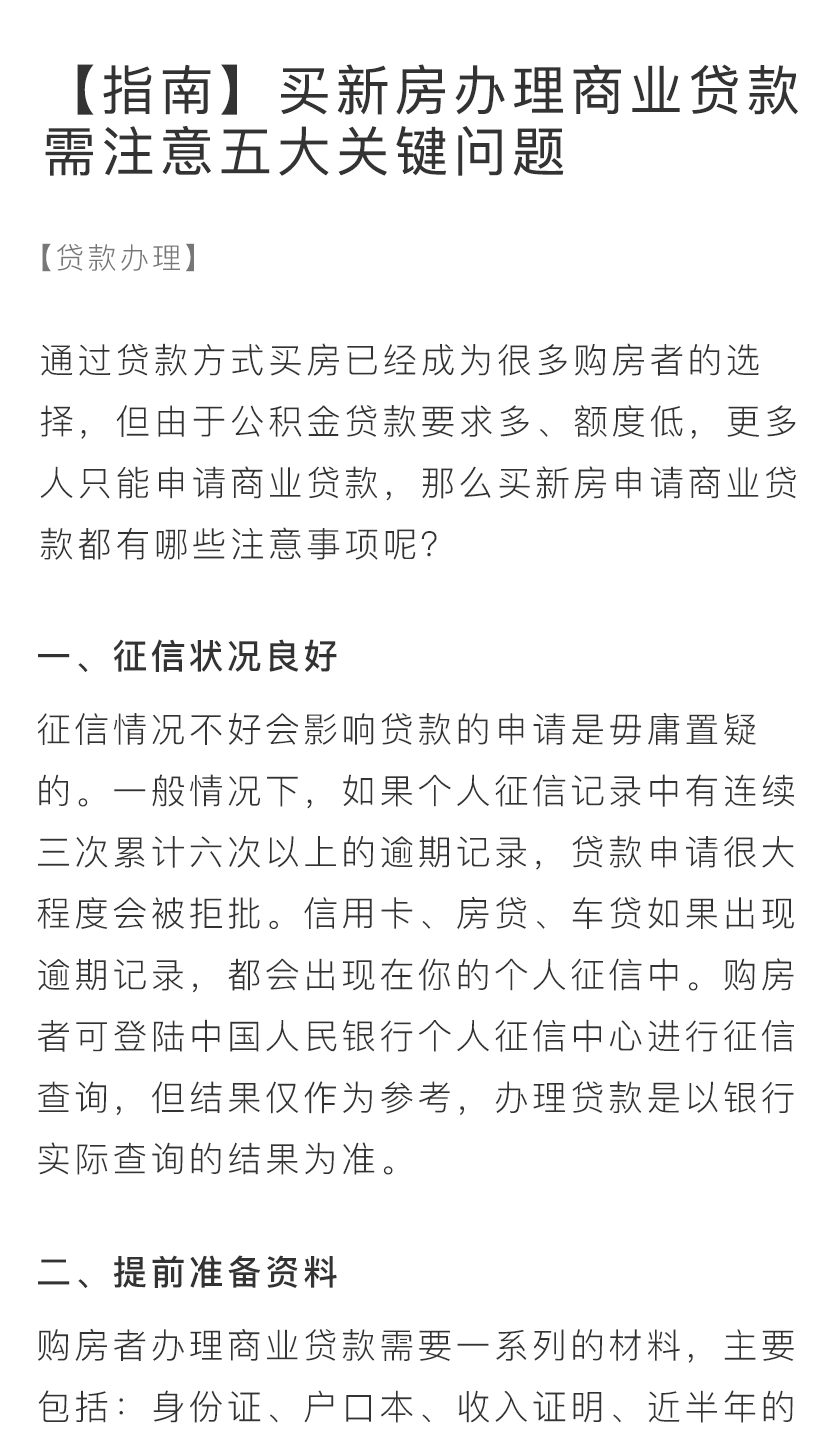 【指南】买新房办理商业贷款
需注意五大关键问题
【贷款办理】
通过贷款方式买房已经成为很多购房者的选
择，但由于公积金贷款要求多、额度低，更多
人只能申请商业贷款，那么买新房申请商业贷
款都有哪些注意事项呢？
一、征信状况良好
征信情况不好会影响贷款的申请是毋庸置疑
的。一般情况下，如果个人征信记录中有连续
三次累计六次以上的逾期记录，贷款申请很大
程度会被拒批。信用卡、房贷、车贷如果出现
逾期记录，都会出现在你的个人征信中。购房
者可登陆中国人民银行个人征信中心进行征信
查询，但结果仅作为参考，办理贷款是以银行
实际查询的结果为准。
二、提前准备资料
购房者办理商业贷款需要一系列的材料，主要
包括：身份证、户口本、收入证明、近半年的